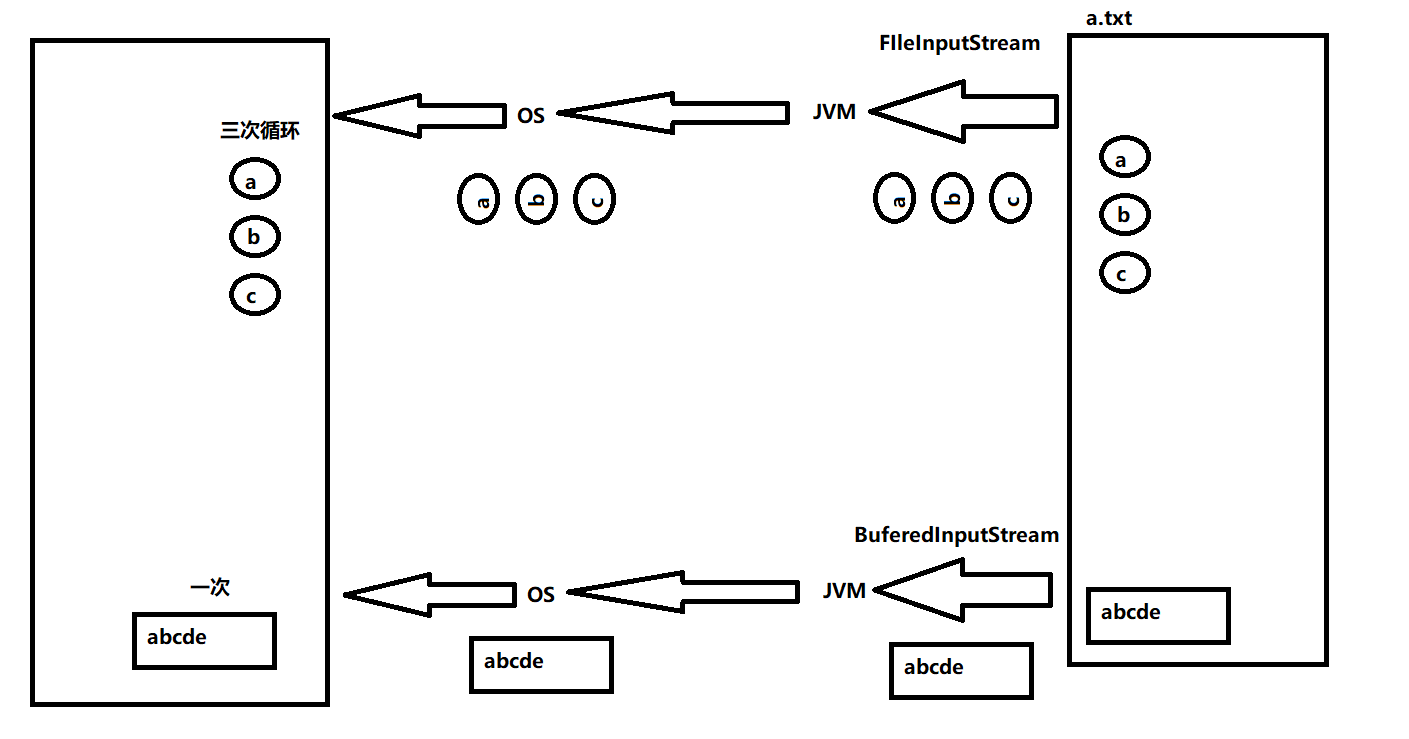 a.txt
FIleInputStream
三次循环
OS
JVM
a
b
c
a
b
c
a
b
c
a
b
c
BuferedInputStream
一次
OS
JVM
abcde
abcde
abcde
abcde